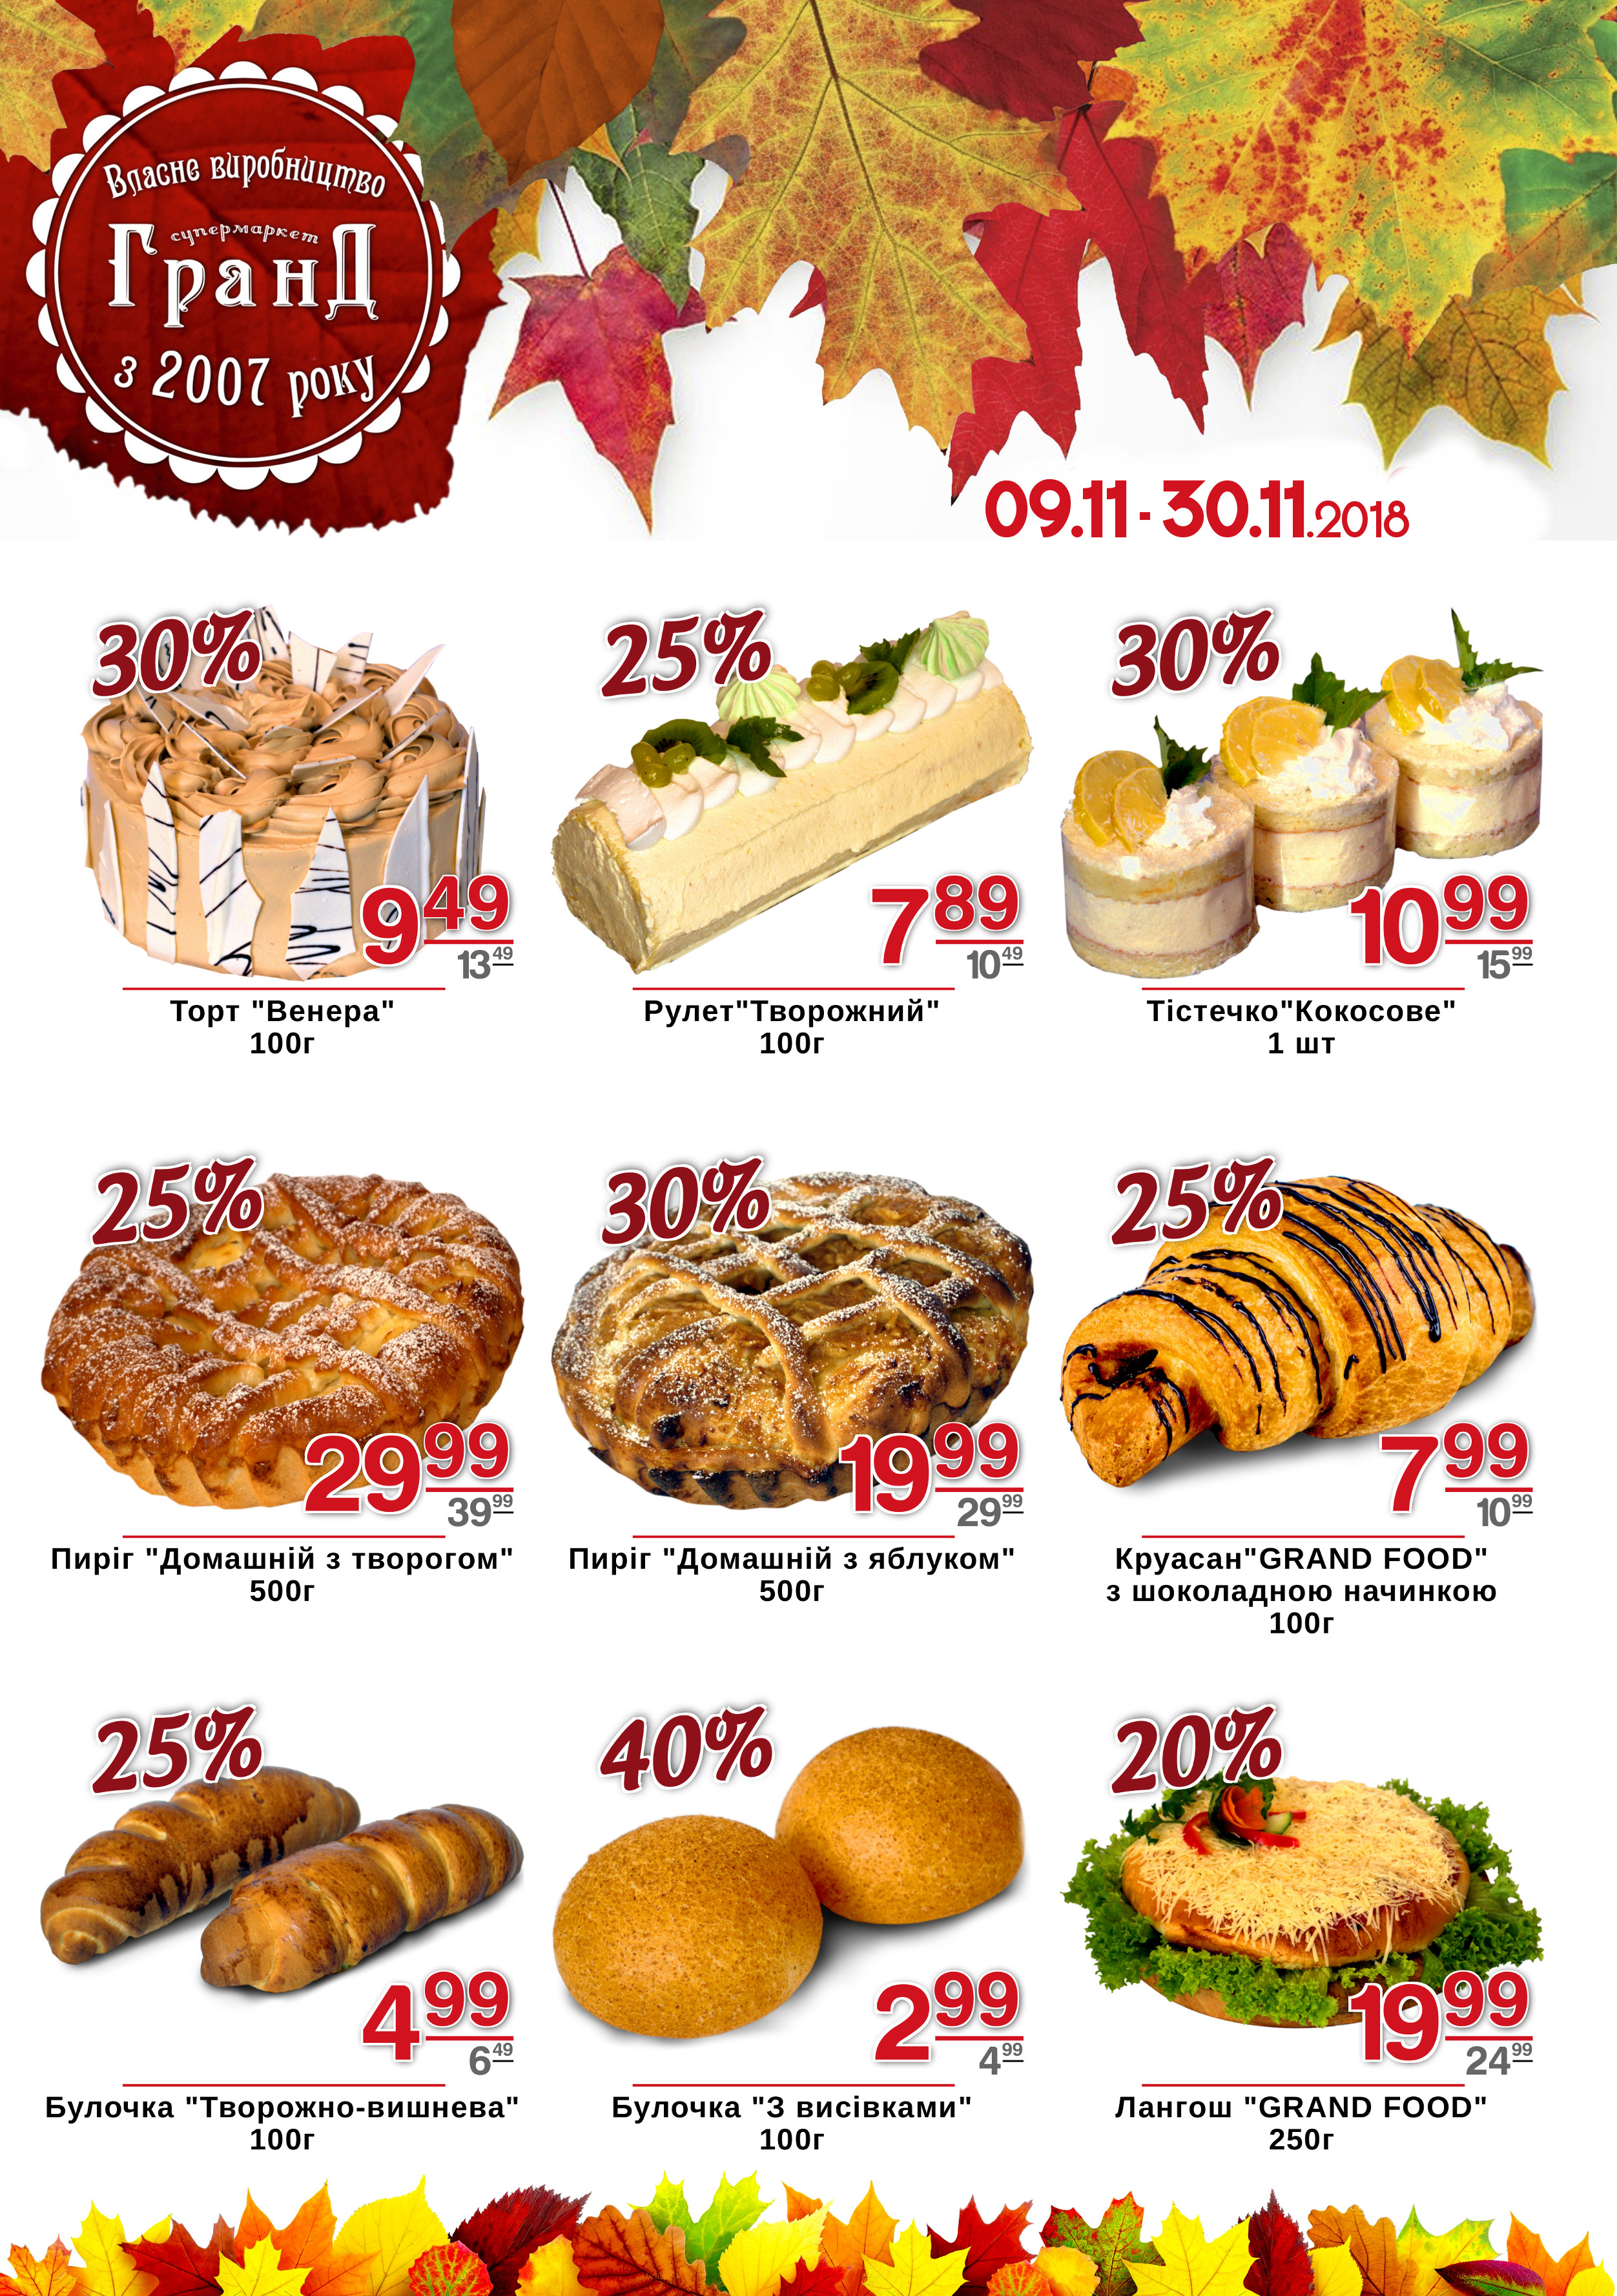 Власне виробництво
супермаркет
Гранд
з 2007 року
09.11 - 30.11.2018
30%
9 49
13 49
Торт "Венера"
100г
25%
7 89
10 49
Рулет"Творожний"
100г
30%
10 99
15 99
Тістечко"Кокосове"
1 шт
25%
29 99
39 99
Пиріг "Домашній з творогом"
500г
30%
19 99
29 99
Пиріг "Домашній з яблуком"
500г
25%
7 99
10 99
Круасан"GRAND FOOD"
з шоколадною начинкою
100г
25%
4 99
6 49
Булочка "Творожно-вишнева"
100г
40%
2 99
4 99
Булочка "З висівками"
100г
20%
19 99
24 99
Лангош "GRAND FOOD"
250г